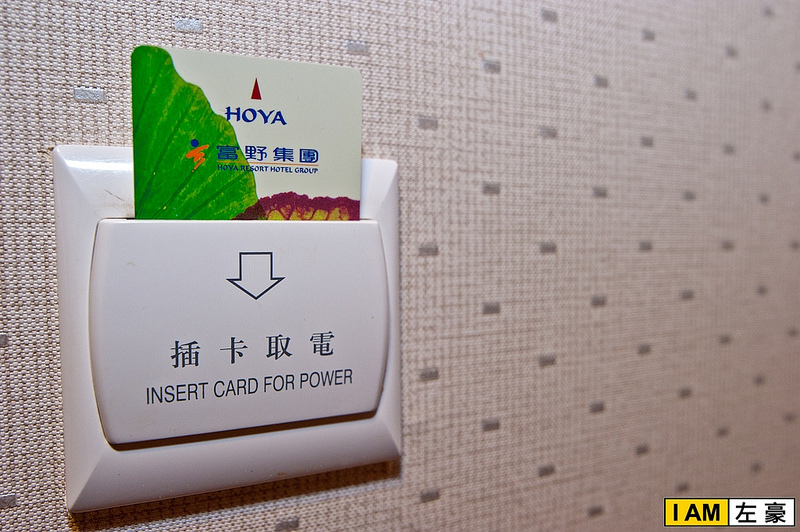 HOYA
富野集團
HOYA RESORT HOTEL GROUP
插卡取電
INSERT CARD FOR POWER
I AM 左豪